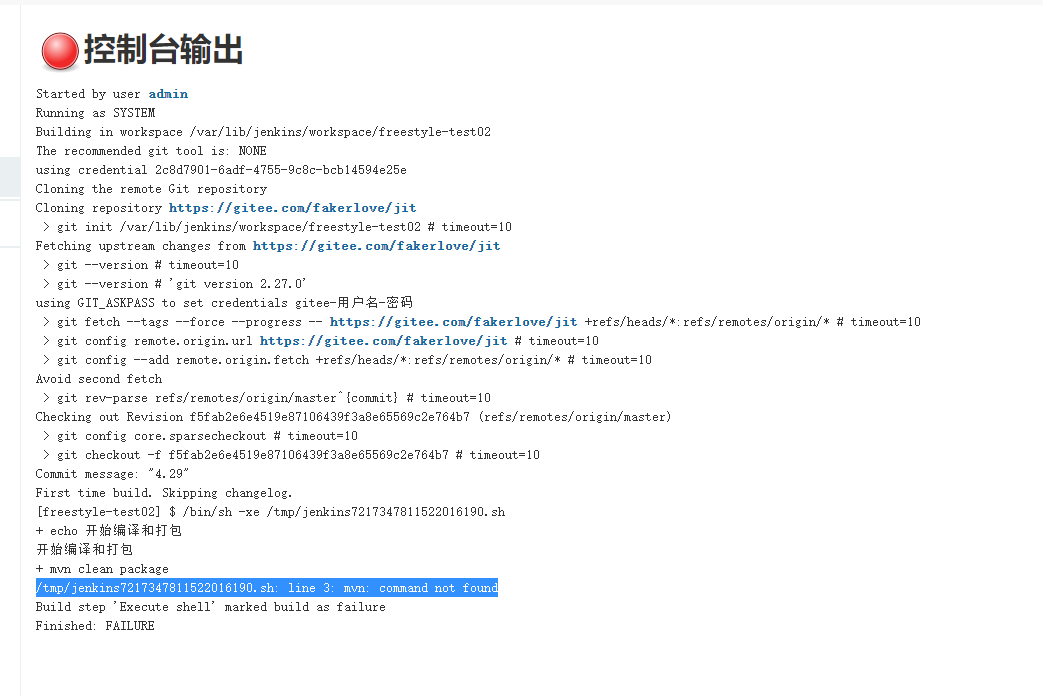 控制台输出
Started by user admin
Running as SYSTEM
Building in workspace /var/lib/jenkins/workspace/freestyle-test02
The recommended git tool is: NONE
using credential 2c8d7901-6adf-4755-9c8c-bcb14594e25e
Cloning the remote Git repository
Cloning repository https://gitee.com/fakerlove/jit
 > git init /var/lib/jenkins/workspace/freestyle-test02 # timeout=10
Fetching upstream changes from https://gitee.com/fakerlove/jit
 > git --version # timeout=10
 > git --version # 'git version 2.27.0'
using GIT_ASKPASS to set credentials gitee-用户名-密码
 > git fetch --tags --force --progress -- https://gitee.com/fakerlove/jit +refs/heads/*:refs/remotes/origin/* # timeout=10
 > git config remote.origin.url https://gitee.com/fakerlove/jit # timeout=10
 > git config --add remote.origin.fetch +refs/heads/*:refs/remotes/origin/* # timeout=10
Avoid second fetch
 > git rev-parse refs/remotes/origin/master^{commit} # timeout=10
Checking out Revision f5fab2e6e4519e87106439f3a8e65569c2e764b7 (refs/remotes/origin/master)
 > git config core.sparsecheckout # timeout=10
 > git checkout -f f5fab2e6e4519e87106439f3a8e65569c2e764b7 # timeout=10
Commit message: "4.29"
First time build. Skipping changelog.
[freestyle-test02] $ /bin/sh -xe /tmp/jenkins7217347811522016190.sh
+ echo 开始编译和打包
开始编译和打包
+ mvn clean package
/tmp/jenkins7217347811522016190.sh: line 3: mvn: command not found
Build step 'Execute shell' marked build as failure
Finished: FAILURE